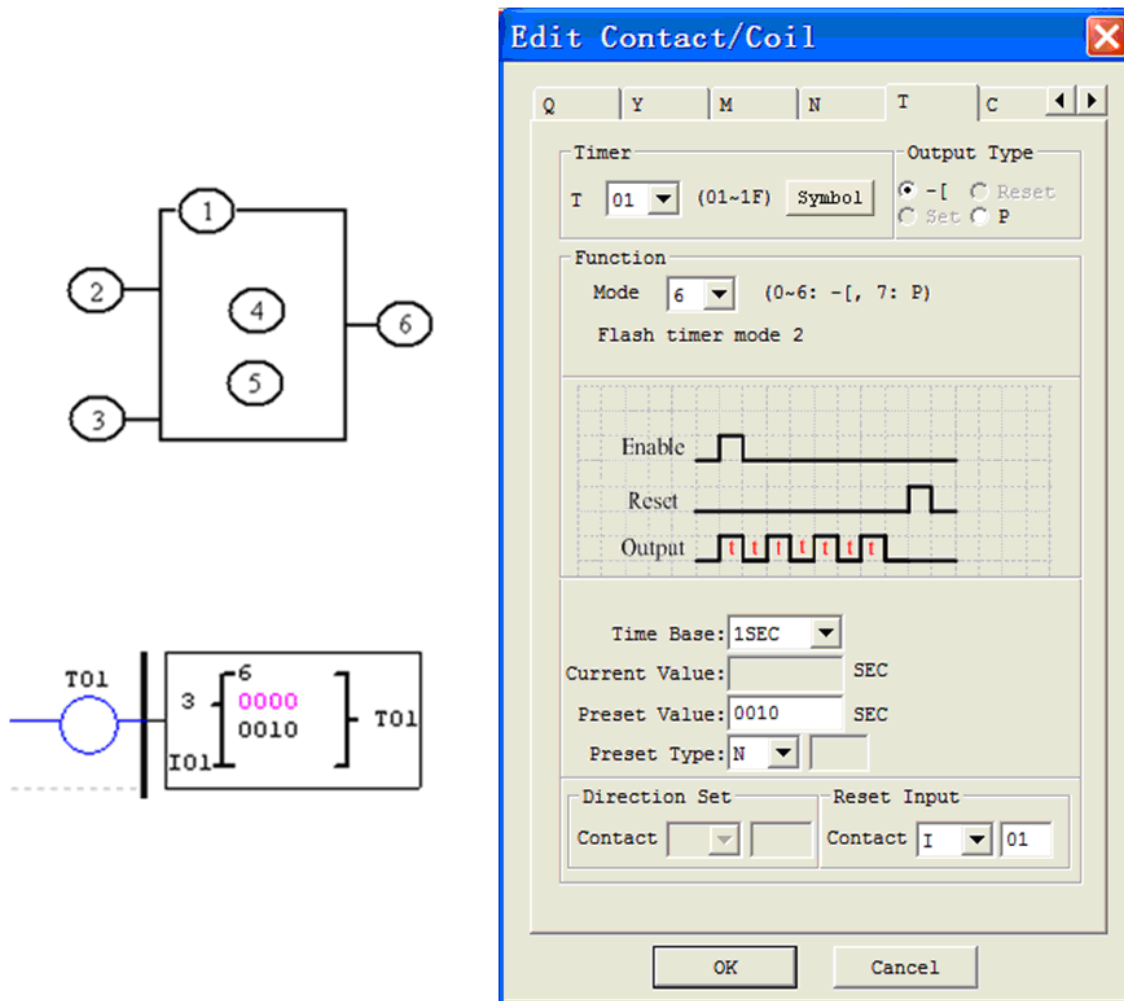 Edit Contact/Coil
Q Y M N T C
Timer
T 01 (01~1F) Symbol
Output Type
-[ Reset
Set P
Function
Mode 6 (0~6: -[, 7: P)
Flash timer mode 2
Enable
Reset
Output t t t t t t t
Time Base: 1SEC
Current Value: SEC
Preset Value: 0010 SEC
Preset Type: N
Direction Set
Contact
Reset Input
Contact I 01
OK Cancel
1
2
4
6
5
3
T01
6
3 0000
0010 T01
I01